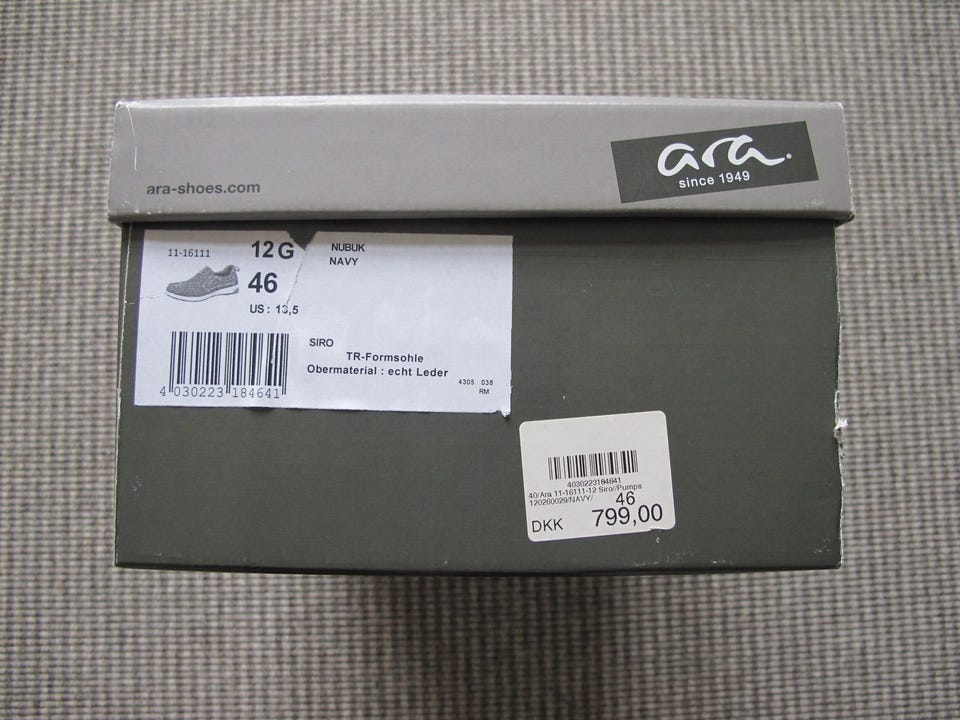 ara-shoes.com
ara.
since 1949
11-16111
12 G
46
US : 13,5
NUBUK
NAVY
SIRO
TR-Formsohle
Obermaterial : echt Leder
4305 038
RM
4 030223 184641
4030223184641
40/Ara 11-16111-12 Siro//Pumps
120260029/NAVY/ 46
DKK 799,00